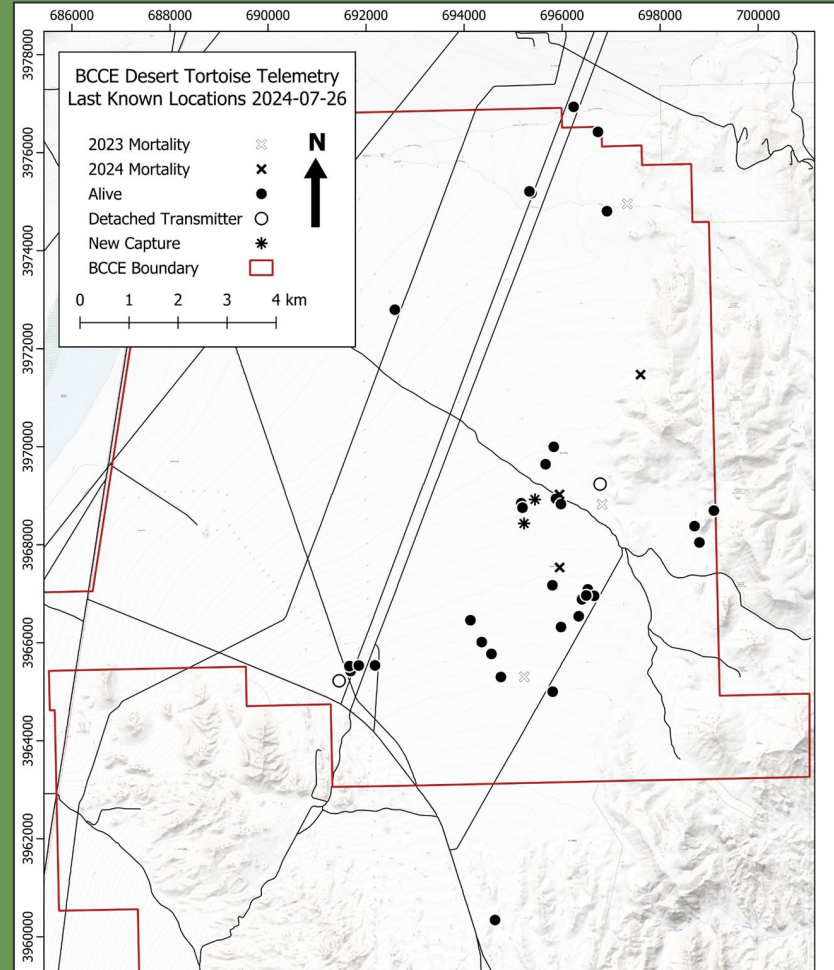 686000 688000 690000 692000 694000 696000 698000 700000
BCCE Desert Tortoise Telemetry
Last Known Locations 2024-07-26
2023 Mortality
N
2024 Mortality
Alive
Detached Transmitter
New Capture
BCCE Boundary
0 1 2 3 4 km
3978000
3976000
3974000
3972000
3970000
3968000
3966000
3964000
3962000
3960000